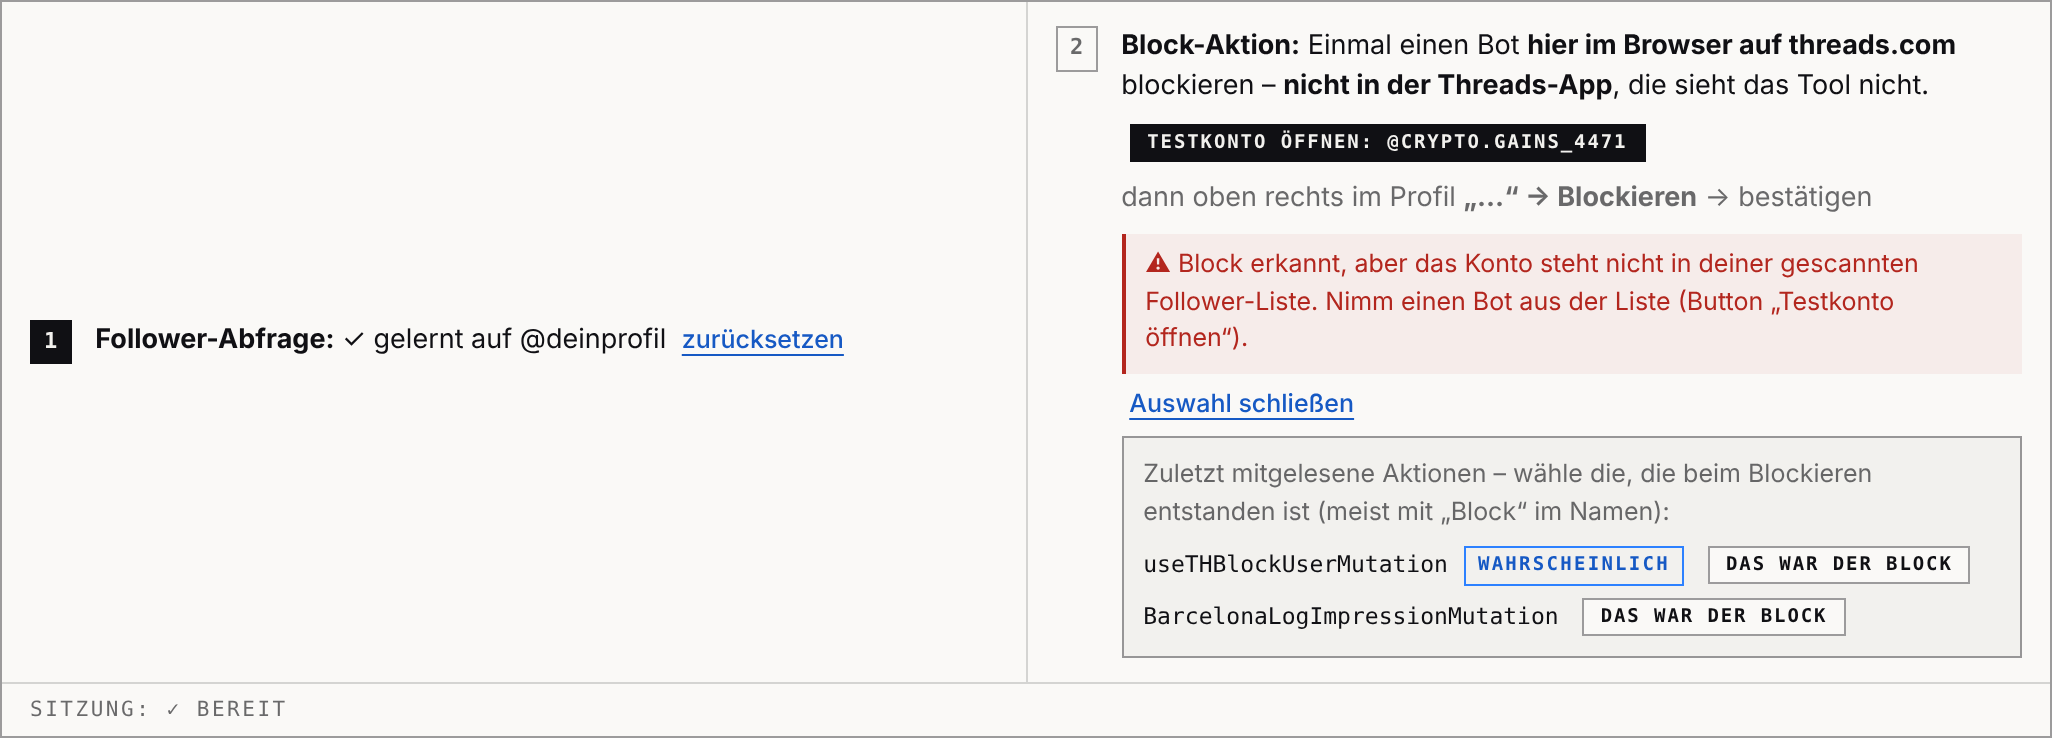 1 Follower-Abfrage: ✓ gelernt auf @deinprofil zurücksetzen
2 Block-Aktion: Einmal einen Bot hier im Browser auf threads.com
blockieren – nicht in der Threads-App, die sieht das Tool nicht.
TESTKONTO ÖFFNEN: @CRYPTO.GAINS_4471
dann oben rechts im Profil „…“ → Blockieren → bestätigen
⚠ Block erkannt, aber das Konto steht nicht in deiner gescannten
Follower-Liste. Nimm einen Bot aus der Liste (Button „Testkonto
öffnen“).
Auswahl schließen
Zuletzt mitgelesene Aktionen – wähle die, die beim Blockieren
entstanden ist (meist mit „Block“ im Namen):
useTHBlockUserMutation WAHRSCHEINLICH DAS WAR DER BLOCK
BarcelonaLogImpressionMutation DAS WAR DER BLOCK
SITZUNG: ✓ BEREIT